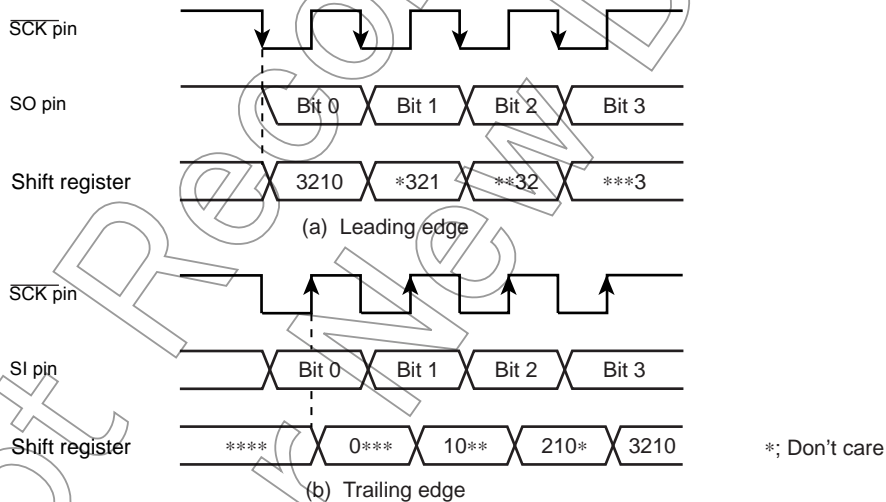 SCK pin
SO pin Bit 0 Bit 1 Bit 2 Bit 3
Shift register 3210 *321 **32 ***3
(a) Leading edge
SCK pin
SI pin Bit 0 Bit 1 Bit 2 Bit 3
Shift register **** 0*** 10** 210* 3210 *; Don't care
(b) Trailing edge